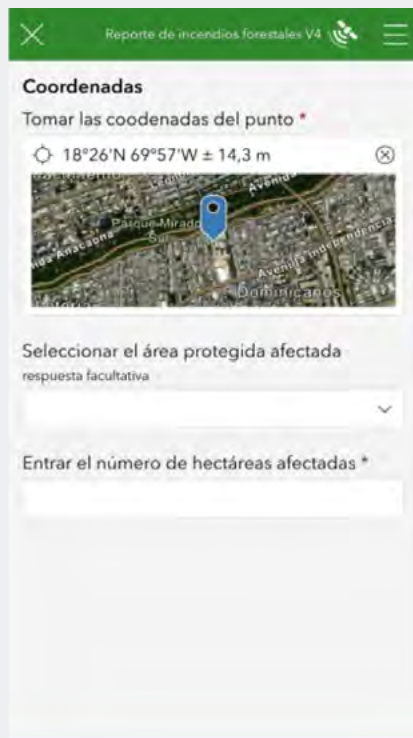 Reporte de incendios forestales V4
Coordenadas
Tomar las coodenadas del punto *
18°26'N 69°57'W ± 14,3 m
Avenida
Parque Mirador
Sur
Avenida Independencia
Dominicanos
Seleccionar el área protegida afectada
respuesta facultativa
Entrar el número de hectáreas afectadas *